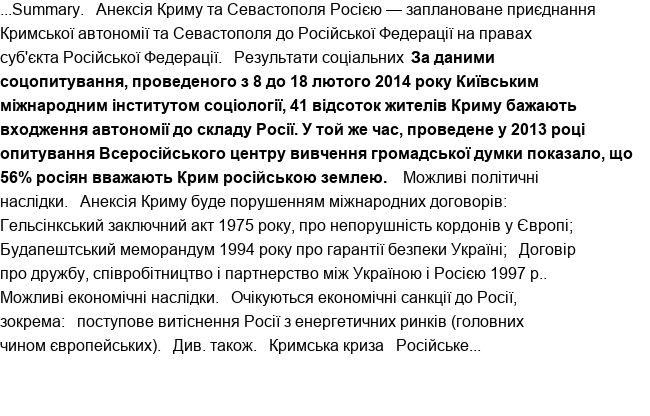 ...Summary. Анексія Криму та Севастополя Росією — заплановане приєднання
Кримської автономії та Севастополя до Російської Федерації на правах
суб'єкта Російської Федерації. Результати соціальних За даними
соцопитування, проведеного з 8 до 18 лютого 2014 року Київським
міжнародним інститутом соціології, 41 відсоток жителів Криму бажають
входження автономії до складу Росії. У той же час, проведене у 2013 році
опитування Всеросійського центру вивчення громадської думки показало, що
56% росіян вважають Крим російською землею. Можливі політичні
наслідки. Анексія Криму буде порушенням міжнародних договорів:
Гельсінкський заключний акт 1975 року, про непорушність кордонів у Європі;
Будапештський меморандум 1994 року про гарантії безпеки Україні; Договір
про дружбу, співробітництво і партнерство між Україною і Росією 1997 р..
Можливі економічні наслідки. Очікуються економічні санкції до Росії,
зокрема: поступове витіснення Росії з енергетичних ринків (головних
чином європейських). Див. також. Кримська криза Російське...